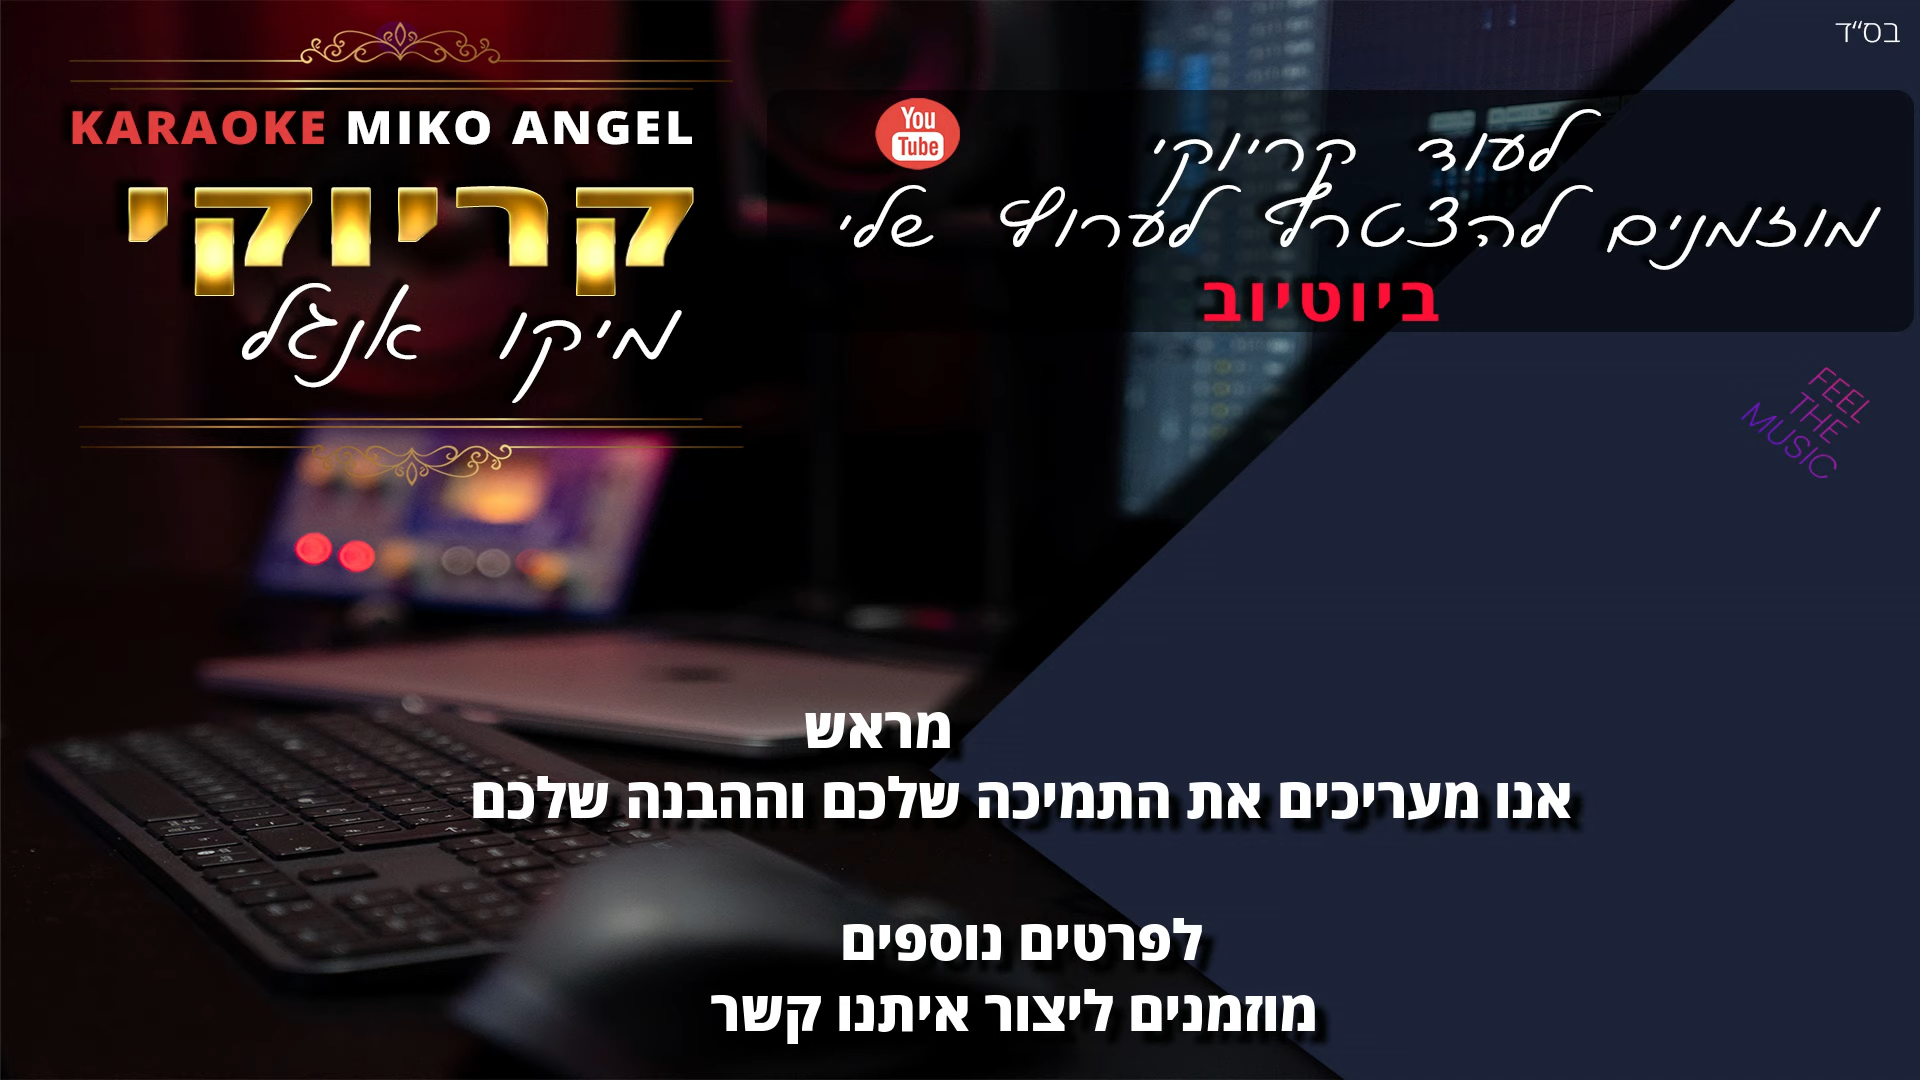 בס״ד
KARAOKE MIKO ANGEL
קריוקי
מיקו אנגל
You
Tube
לעוד קריוקי
מוזמנים להצטרף לערוץ שלי
ביוטיוב
FEEL
THE
MUSIC
מראש
אנו מעריכים את התמיכה שלכם וההבנה שלכם
לפרטים נוספים
מוזמנים ליצור איתנו קשר